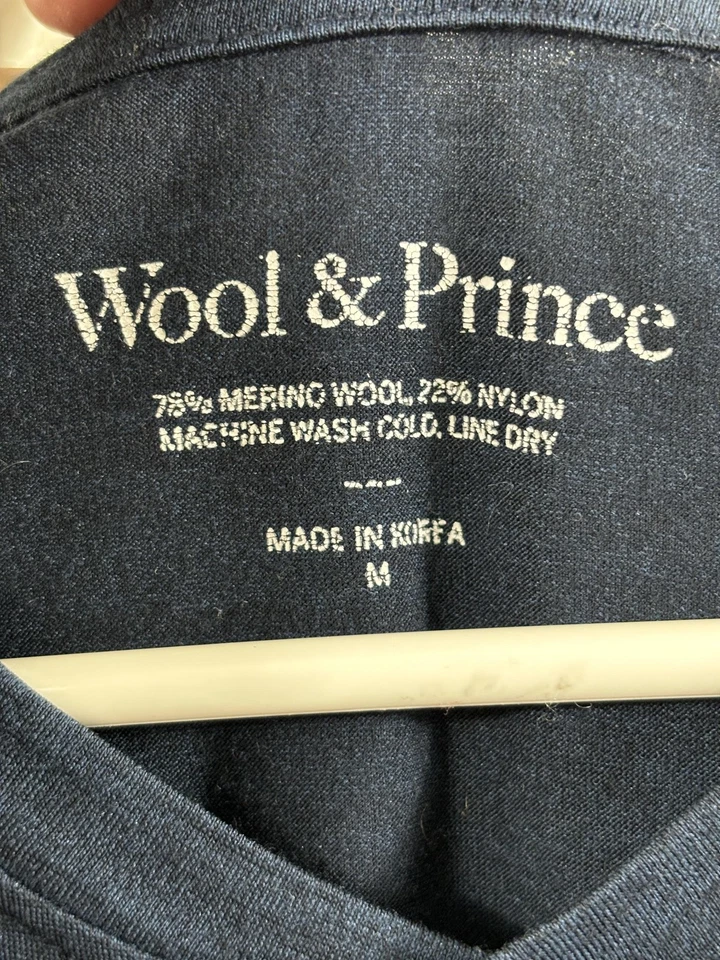 Wool & Prince
78% MERINO WOOL, 22% NYLON
MACHINE WASH COLD, LINE DRY
---
MADE IN KOREA
M